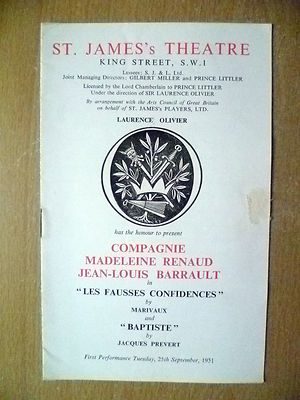 ST. JAMES's THEATRE
KING STREET, S.W.1
Lessees: S. J. & L. Ltd.
Joint Managing Directors: GILBERT MILLER and PRINCE LITTLER
Licensed by the Lord Chamberlain to PRINCE LITTLER
Under the direction of SIR LAURENCE OLIVIER
By arrangement with the Arts Council of Great Britain
on behalf of ST. JAMES'S PLAYERS, LTD.
LAURENCE OLIVIER
has the honour to present
COMPAGNIE
MADELEINE RENAUD
JEAN-LOUIS BARRAULT
in
"LES FAUSSES CONFIDENCES"
by
MARIVAUX
and
"BAPTISTE"
by
JACQUES PREVERT
First Performance Tuesday, 25th September, 1951